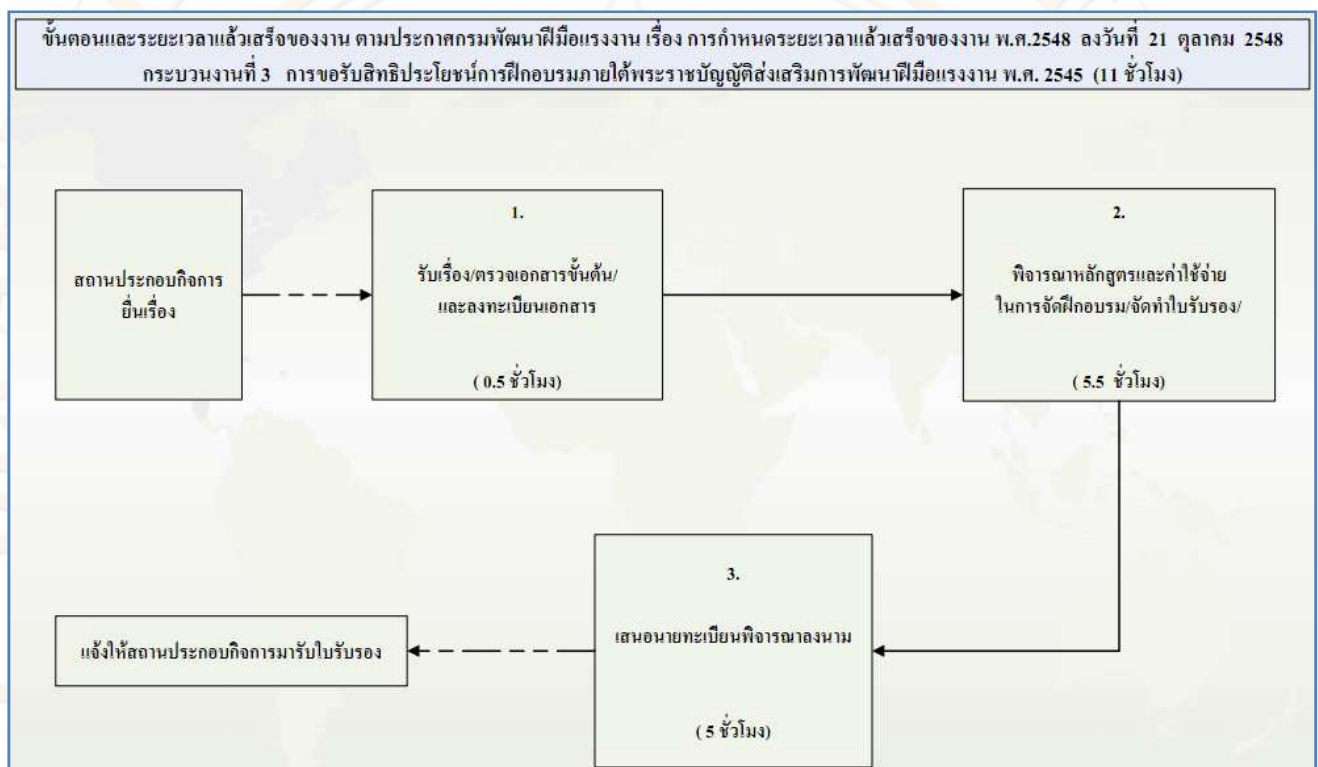 ขั้นตอนและระยะเวลาแล้วเสร็จของงาน ตามประกาศกรมพัฒนาฝีมือแรงงาน เรื่อง การกำหนดระยะเวลาแล้วเสร็จของงาน พ.ศ.2548 ลงวันที่ 21 ตุลาคม 2548
กระบวนงานที่ 3 การขอรับสิทธิประโยชน์การฝึกอบรมภายใต้พระราชบัญญัติส่งเสริมการพัฒนาฝีมือแรงงาน พ.ศ. 2545 (11 ชั่วโมง)
สถานประกอบกิจการ
ยื่นเรื่อง
1.
รับเรื่อง/ตรวจเอกสารขั้นต้น/
และลงทะเบียนเอกสาร
( 0.5 ชั่วโมง)
2.
พิจารณาหลักสูตรและค่าใช้จ่าย
ในการจัดฝึกอบรม/จัดทำใบรับรอง/
( 5.5 ชั่วโมง)
3.
เสนอนายทะเบียนพิจารณาลงนาม
( 5 ชั่วโมง)
แจ้งให้สถานประกอบกิจการมารับใบรับรอง